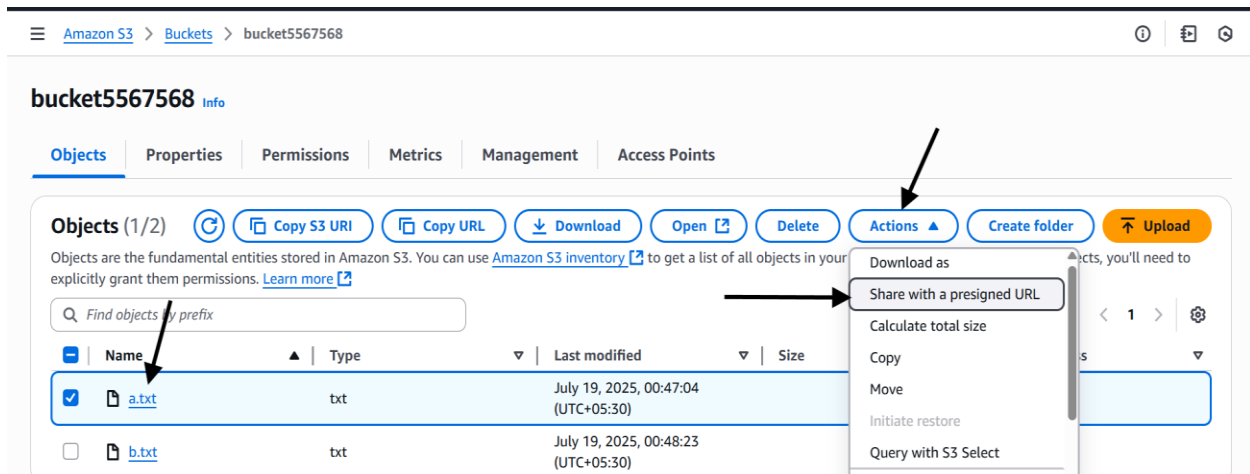 Amazon S3 > Buckets > bucket5567568
bucket5567568 Info
Objects Properties Permissions Metrics Management Access Points
Objects (1/2) Copy S3 URI Copy URL Download Open Delete Actions Create folder Upload
Objects are the fundamental entities stored in Amazon S3. You can use Amazon S3 inventory to get a list of all objects in your ects, you'll need to
explicitly grant them permissions. Learn more
Download as
Share with a presigned URL
Calculate total size
Copy
Move
Initiate restore
Query with S3 Select
Find objects by prefix
< 1 >
Name Type Last modified Size s
a.txt txt July 19, 2025, 00:47:04
(UTC+05:30)
b.txt txt July 19, 2025, 00:48:23
(UTC+05:30)